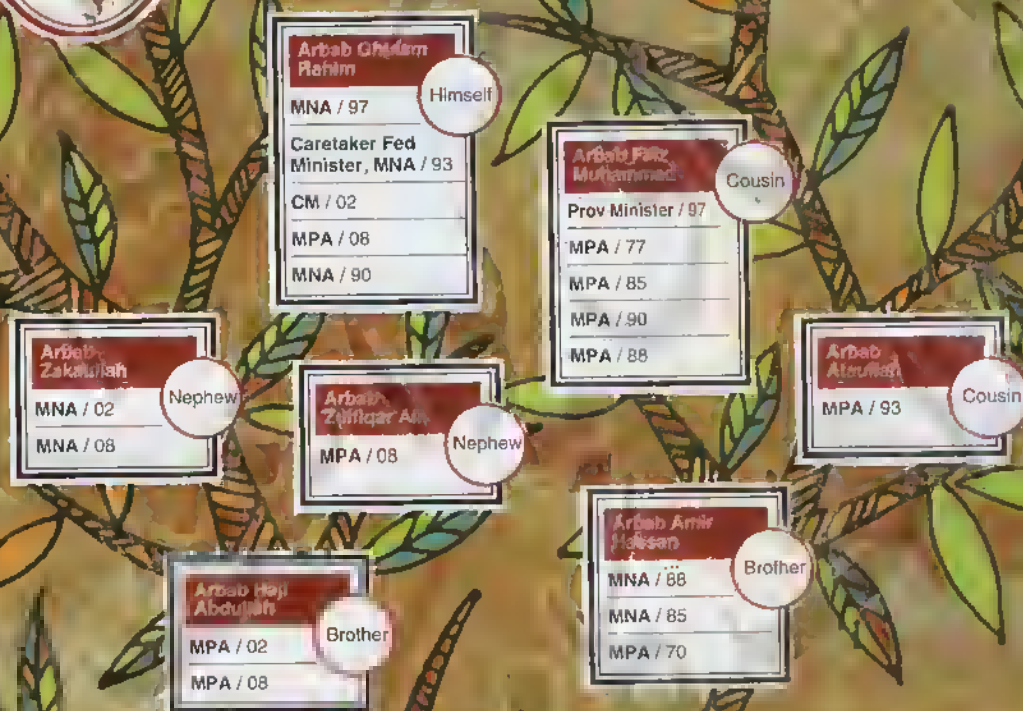 Arbab Ghulam
Rahim
Himself
MNA / 97
Caretaker Fed
Minister, MNA / 93
CM / 02
MPA / 08
MNA / 90
Arbab Faiz
Muhammad
Cousin
Prov Minister / 97
MPA / 77
MPA / 85
MPA / 90
MPA / 88
Arbab
Zakaullah
Nephew
MNA / 02
MNA / 08
Arbab
Zulfiqar Ali
Nephew
MPA / 08
Arbab
Ataullah
Cousin
MPA / 93
Arbab Haji
Abdullah
Brother
MPA / 02
MPA / 08
Arbab Amir
Hassan
Brother
MNA / 88
MNA / 85
MPA / 70